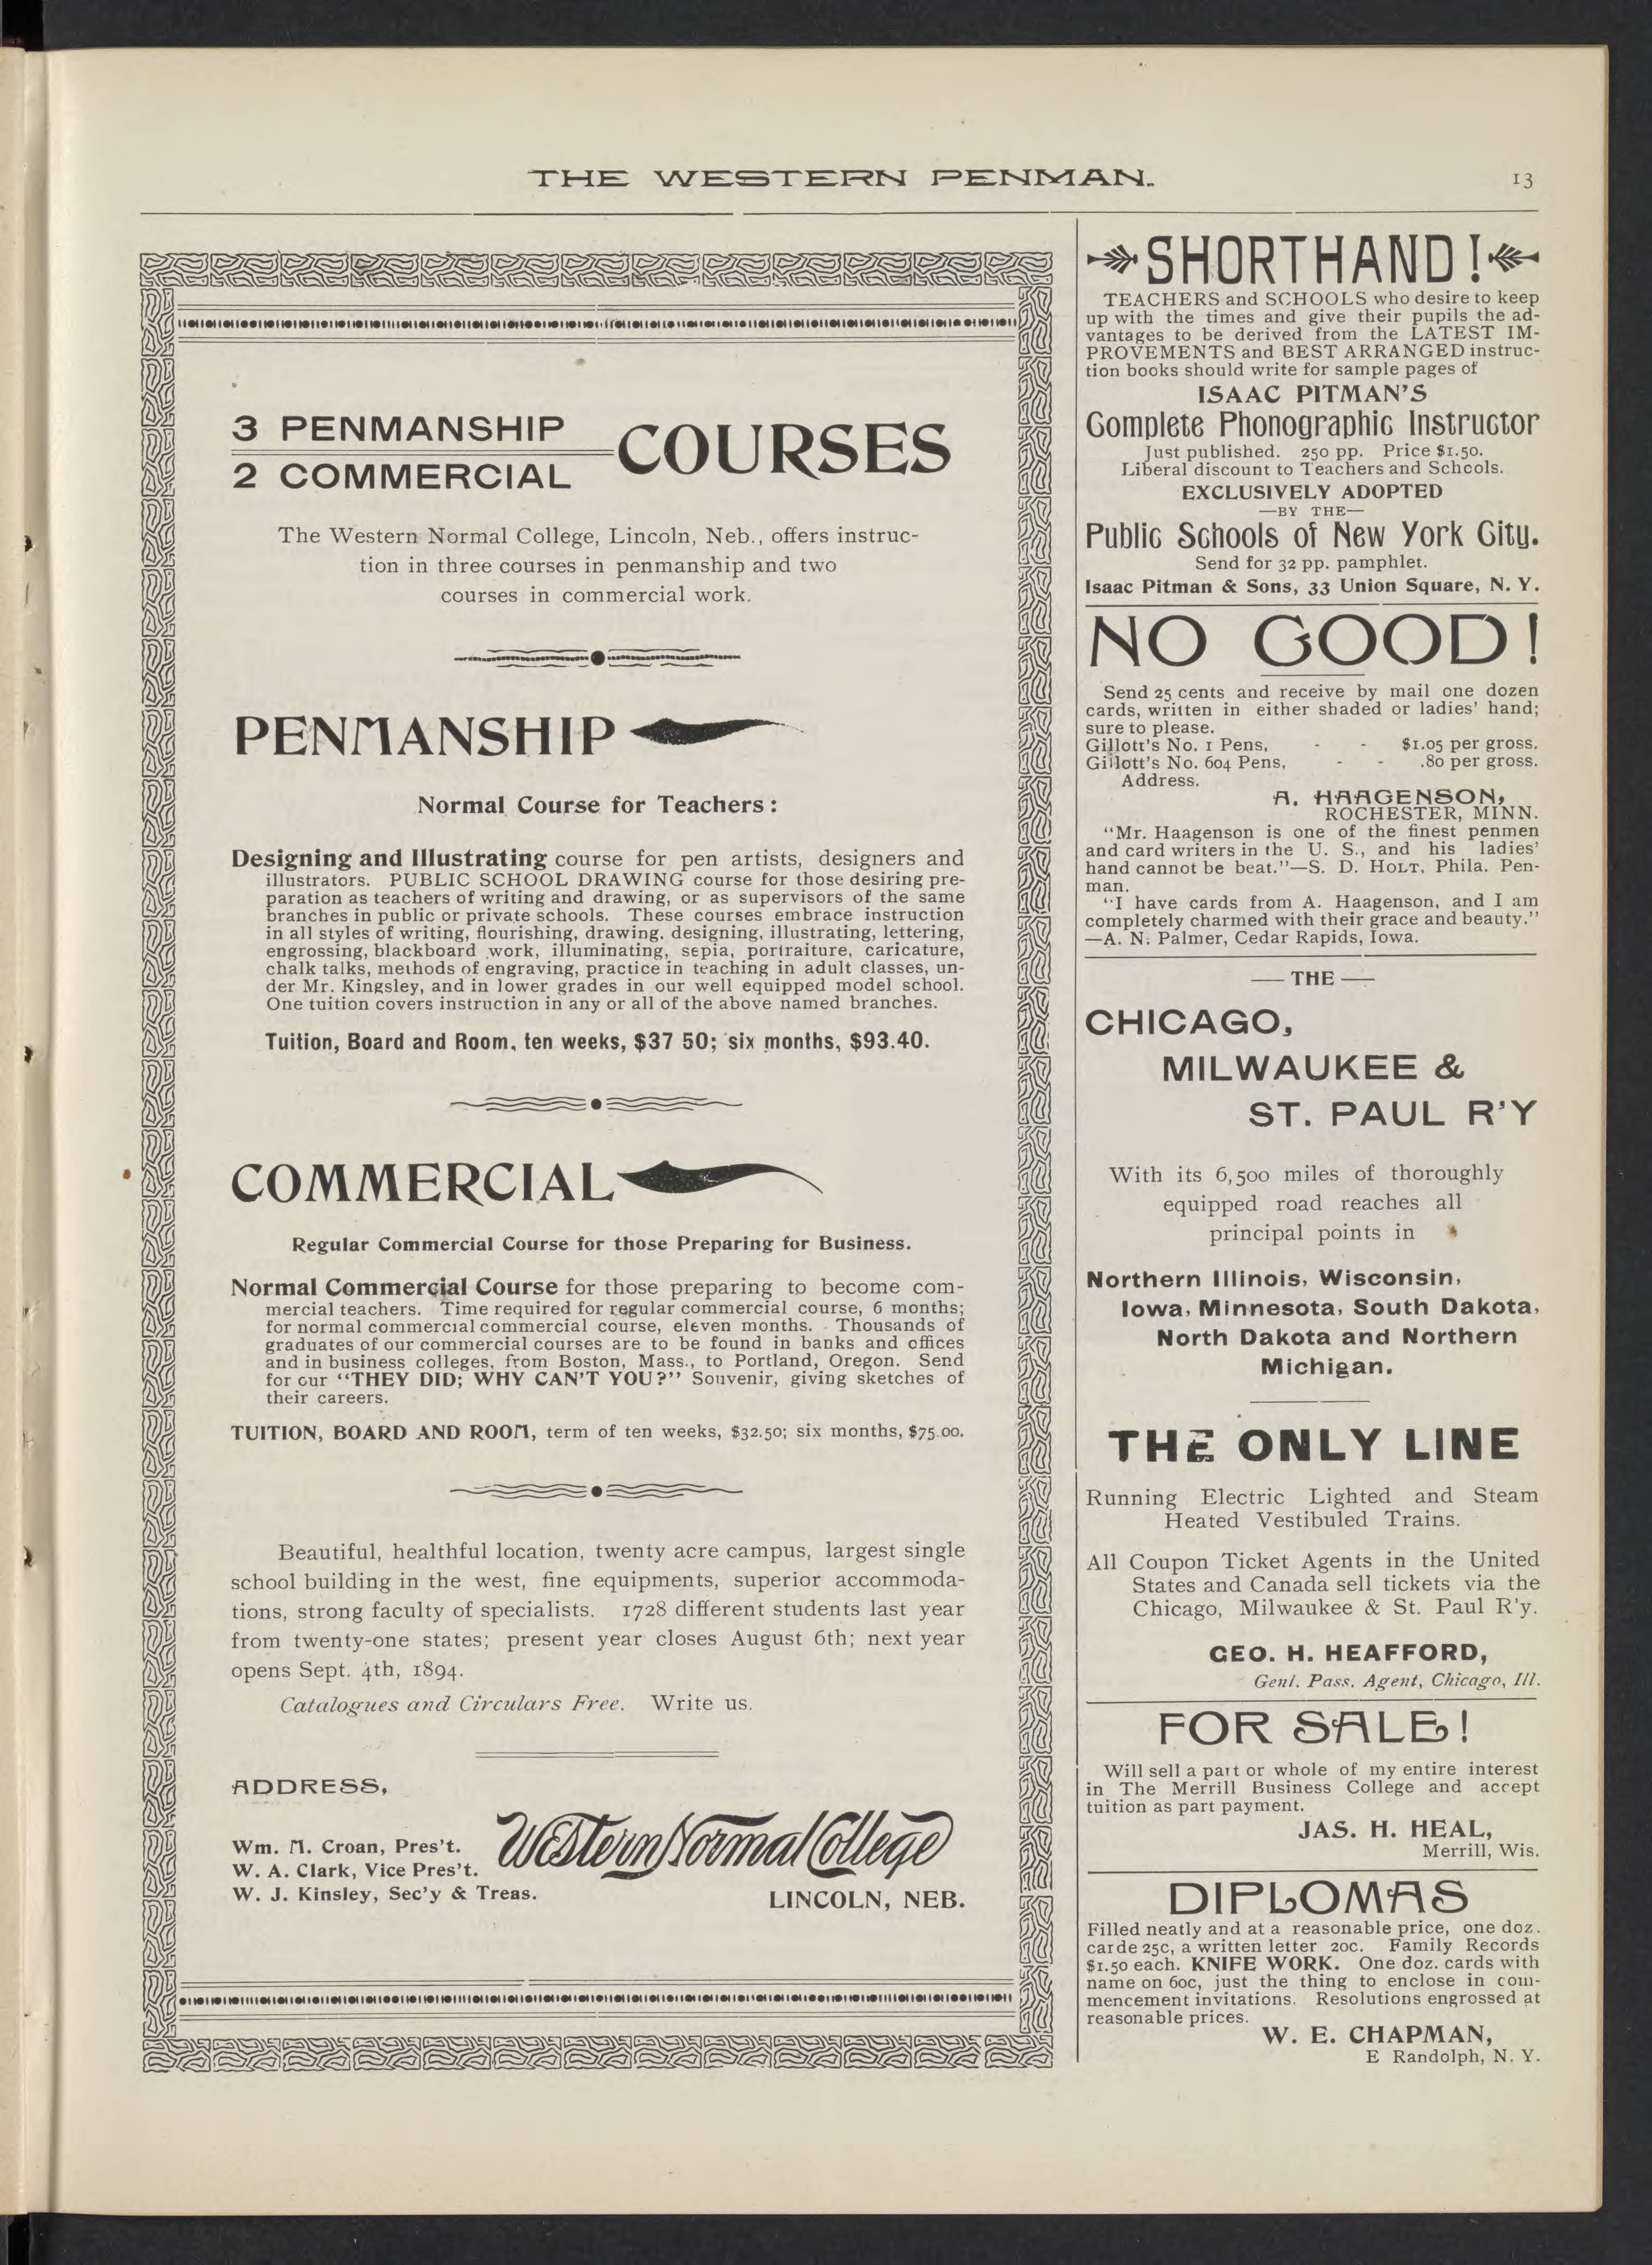 THE WESTERN PENMAN.
13
3 PENMANSHIP
2 COMMERCIAL
COURSES
The Western Normal College, Lincoln, Neb., offers instruc-
tion in three courses in penmanship and two
courses in commercial work.
PENMANSHIP
Normal Course for Teachers:
Designing and Illustrating course for pen artists, designers and
illustrators. PUBLIC SCHOOL DRAWING course for those desiring pre-
paration as teachers of writing and drawing, or as supervisors of the same
branches in public or private schools. These courses embrace instruction
in all styles of writing, flourishing, drawing, designing, illustrating, lettering,
engrossing, blackboard work, illuminating, sepia, portraiture, caricature,
chalk talks, methods of engraving, practice in teaching in adult classes, un-
der Mr. Kingsley, and in lower grades in our well equipped model school.
One tuition covers instruction in any or all of the above named branches.
Tuition, Board and Room, ten weeks, $37 50; six months, $93.40.
COMMERCIAL
Regular Commercial Course for those Preparing for Business.
Normal Commercial Course for those preparing to become com-
mercial teachers. Time required for regular commercial course, 6 months;
for normal commercial commercial course, eleven months. Thousands of
graduates of our commercial courses are to be found in banks and offices
and in business colleges, from Boston, Mass., to Portland, Oregon. Send
for our "THEY DID; WHY CAN'T YOU?" Souvenir, giving sketches of
their careers.
TUITION, BOARD AND ROOM, term of ten weeks, $32.50; six months, $75.00.
Beautiful, healthful location, twenty acre campus, largest single
school building in the west, fine equipments, superior accommoda-
tions, strong faculty of specialists. 1728 different students last year
from twenty-one states; present year closes August 6th; next year
opens Sept. 4th, 1894.
Catalogues and Circulars Free. Write us.
ADDRESS,
Wm. M. Croan, Pres't.
W. A. Clark, Vice Pres't.
W. J. Kinsley, Sec'y & Treas.
Western Normal College
LINCOLN, NEB.
SHORTHAND!
TEACHERS and SCHOOLS who desire to keep
up with the times and give their pupils the ad-
vantages to be derived from the LATEST IM-
PROVEMENTS and BEST ARRANGED instruc-
tion books should write for sample pages of
ISAAC PITMAN'S
Complete Phonographic Instructor
Just published. 250 pp. Price $1.50.
Liberal discount to Teachers and Schools.
EXCLUSIVELY ADOPTED
—BY THE—
Public Schools of New York City.
Send for 32 pp. pamphlet.
Isaac Pitman & Sons, 33 Union Square, N. Y.
NO GOOD!
Send 25 cents and receive by mail one dozen
cards, written in either shaded or ladies' hand;
sure to please.
Gillott's No. 1 Pens, - - $1.05 per gross.
Gillott's No. 604 Pens, - - .80 per gross.
Address.
A. HAAGENSON,
ROCHESTER, MINN.
"Mr. Haagenson is one of the finest penmen
and card writers in the U. S., and his ladies'
hand cannot be beat."—S. D. HOLT, Phila. Pen-
man.
"I have cards from A. Haagenson, and I am
completely charmed with their grace and beauty."
—A. N. Palmer, Cedar Rapids, Iowa.
— THE —
CHICAGO,
MILWAUKEE &
ST. PAUL R'Y
With its 6,500 miles of thoroughly
equipped road reaches all
principal points in
Northern Illinois, Wisconsin,
Iowa, Minnesota, South Dakota,
North Dakota and Northern
Michigan.
THE ONLY LINE
Running Electric Lighted and Steam
Heated Vestibuled Trains.
All Coupon Ticket Agents in the United
States and Canada sell tickets via the
Chicago, Milwaukee & St. Paul R'y.
GEO. H. HEAFFORD,
Genl. Pass. Agent, Chicago, Ill.
FOR SALE!
Will sell a part or whole of my entire interest
in The Merrill Business College and accept
tuition as part payment.
JAS. H. HEAL,
Merrill, Wis.
DIPLOMAS
Filled neatly and at a reasonable price, one doz.
carde 25c, a written letter 20c. Family Records
$1.50 each. KNIFE WORK. One doz. cards with
name on 60c, just the thing to enclose in com-
mencement invitations. Resolutions engrossed at
reasonable prices.
W. E. CHAPMAN,
E Randolph, N. Y.